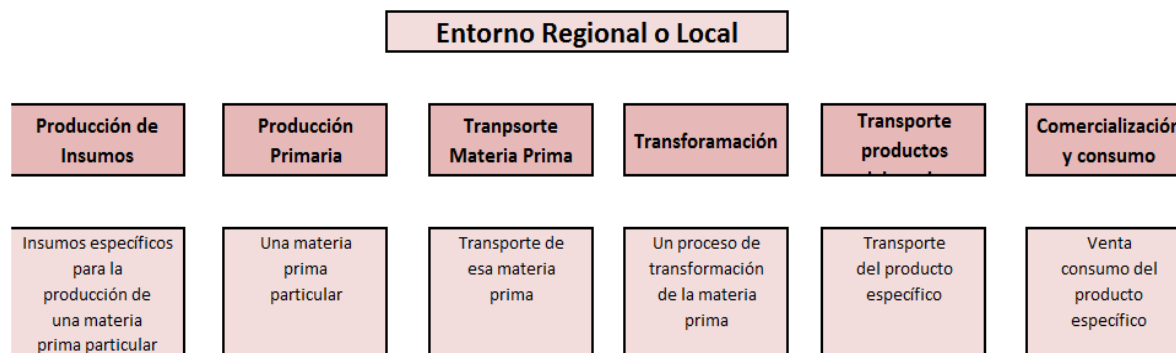 Entorno Regional o Local
Producción de
Insumos
Producción
Primaria
Tranpsorte
Materia Prima
Transforamación
Transporte
productos
Comercialización
y consumo
Insumos específicos
para la
producción de
una materia
prima particular
Una materia
prima
particular
Transporte de
esa materia
prima
Un proceso de
transformación
de la materia
prima
Transporte
del producto
específico
Venta
consumo del
producto
específico